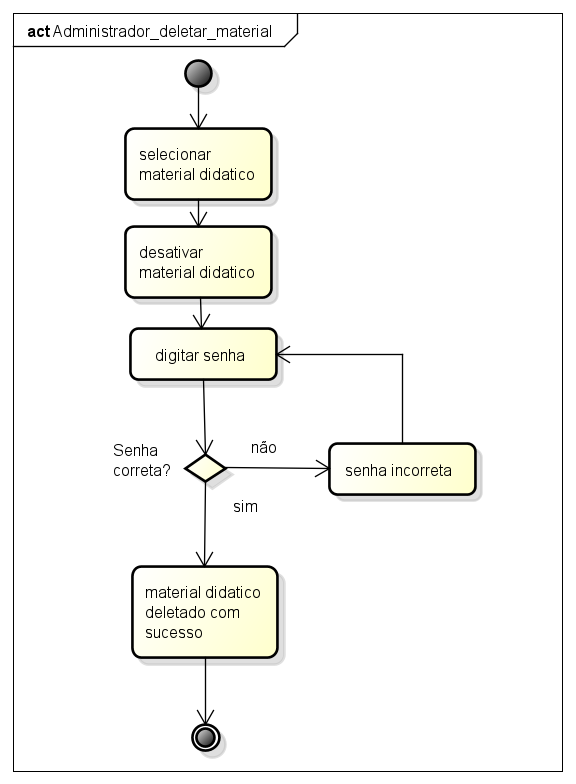 act Administrador_deletar_material
selecionar
material didatico
desativar
material didatico
digitar senha
Senha
correta?
não
senha incorreta
sim
material didatico
deletado com
sucesso